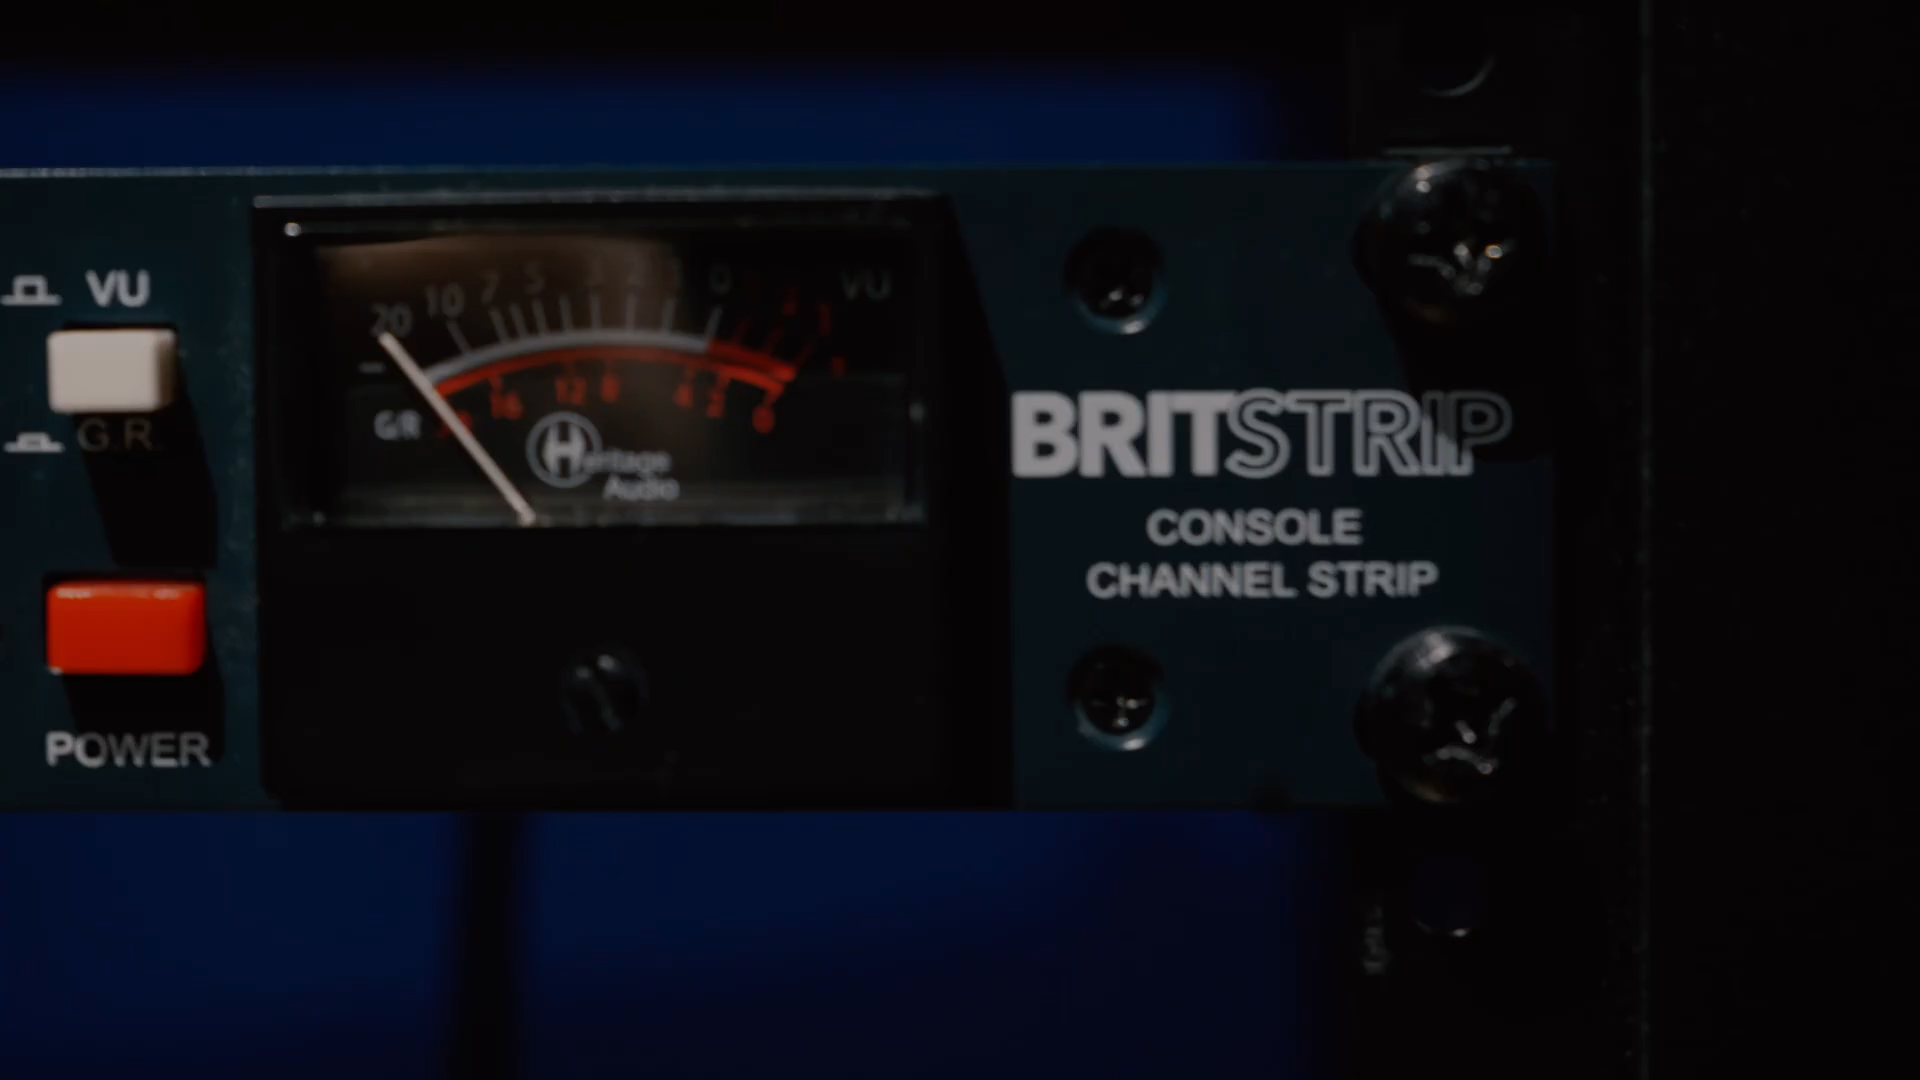 VU
G.R.
POWER
20 10 7 5 3 2 1 0
VU
G/R
16 12 8 4 2 0
Heritage
Audio
BRITSTRIP
CONSOLE
CHANNEL STRIP